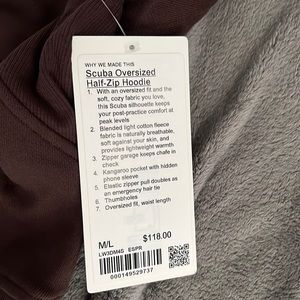 WHY WE MADE THIS
Scuba Oversized
Half-Zip Hoodie
1. With an oversized fit and the
soft, cozy fabric you love,
this Scuba silhouette keeps
your post-practice comfort at
peak levels
2. Blended light cotton fleece
fabric is naturally breathable,
soft against your skin, and
provides lightweight warmth
3. Zipper garage keeps chafe in
check
4. Kangaroo pocket with hidden
phone sleeve
5. Elastic zipper pull doubles as
an emergency hair tie
6. Thumbholes
7. Oversized fit, waist length
M/L
$118.00
LW3DM4S ES/PR
000149529737